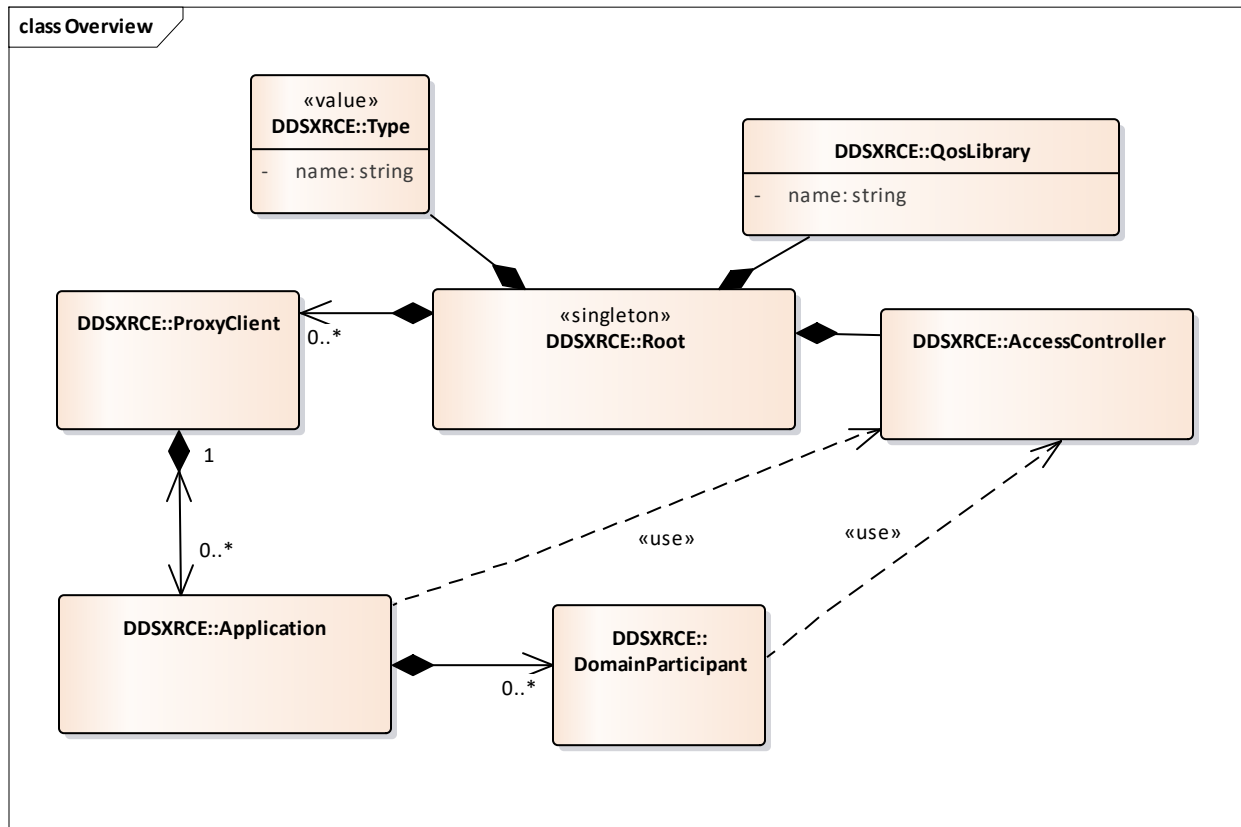 class Overview
«value»
DDSXRCE::Type
- name: string
DDSXRCE::QosLibrary
- name: string
DDSXRCE::ProxyClient
0..*
«singleton»
DDSXRCE::Root
DDSXRCE::AccessController
1
0..*
«use»
«use»
DDSXRCE::Application
0..*
DDSXRCE::
DomainParticipant